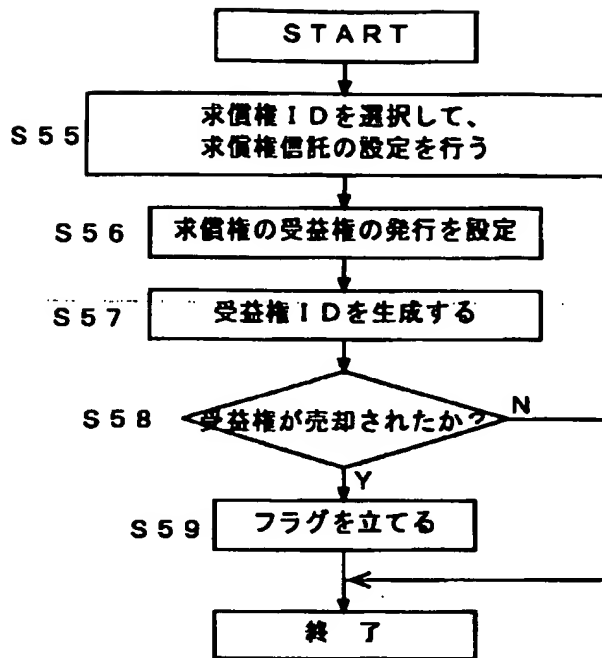 START
S55
求償権IDを選択して、
求償権信託の設定を行う
S56
求償権の受益権の発行を設定
S57
受益権IDを生成する
S58
受益権が売却されたか?
N
Y
S59
フラグを立てる
終了